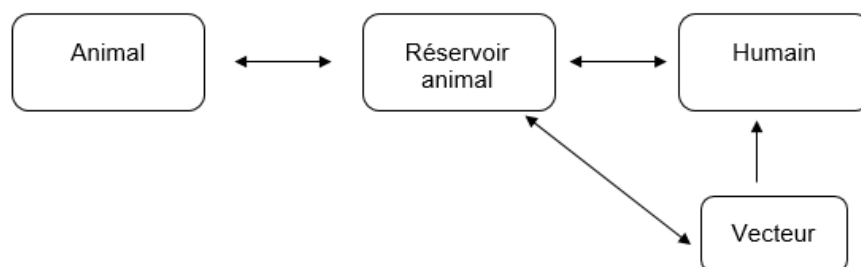 Animal
Réservoir
animal
Humain
Vecteur